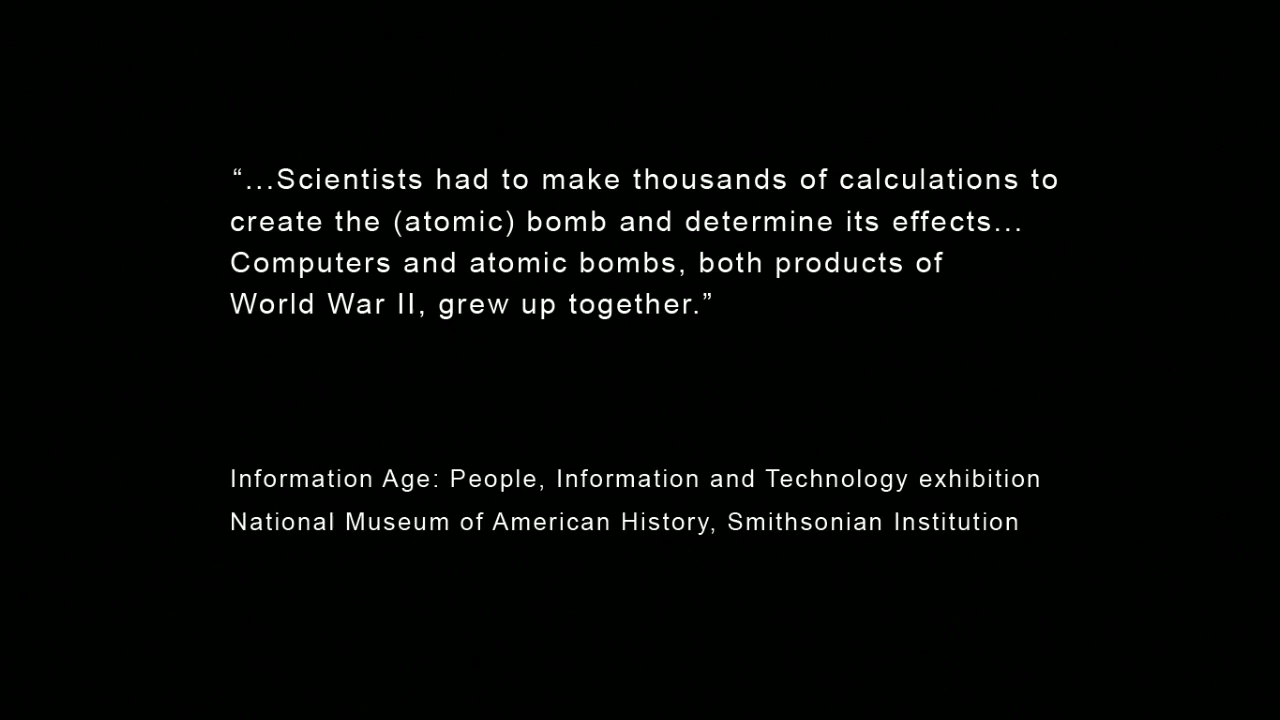 “...Scientists had to make thousands of calculations to
create the (atomic) bomb and determine its effects...
Computers and atomic bombs, both products of
World War II, grew up together.”
Information Age: People, Information and Technology exhibition
National Museum of American History, Smithsonian Institution